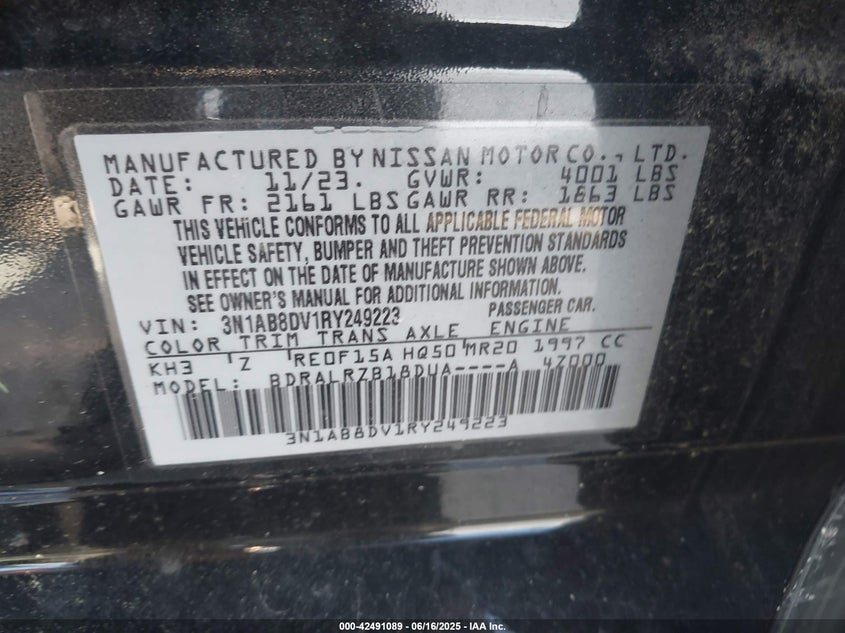 MANUFACTURED BY NISSAN MOTOR CO., LTD.
DATE: 11/23. GVWR: 4001 LBS
GAWR FR: 2161 LBS GAWR RR: 1863 LBS
THIS VEHICLE CONFORMS TO ALL APPLICABLE FEDERAL MOTOR
VEHICLE SAFETY, BUMPER AND THEFT PREVENTION STANDARDS
IN EFFECT ON THE DATE OF MANUFACTURE SHOWN ABOVE.
SEE OWNER'S MANUAL FOR ADDITIONAL INFORMATION.
PASSENGER CAR.
VIN: 3N1AB8DV1RY249223
COLOR TRIM TRANS AXLE ENGINE
KH3 Z RE0F15A HQ50 MR20 1997 CC
MODEL: BDRALRZB18DUA----A 4Z000
3N1AB8DV1RY249223
000-42491089 - 06/16/2025 - IAA Inc.